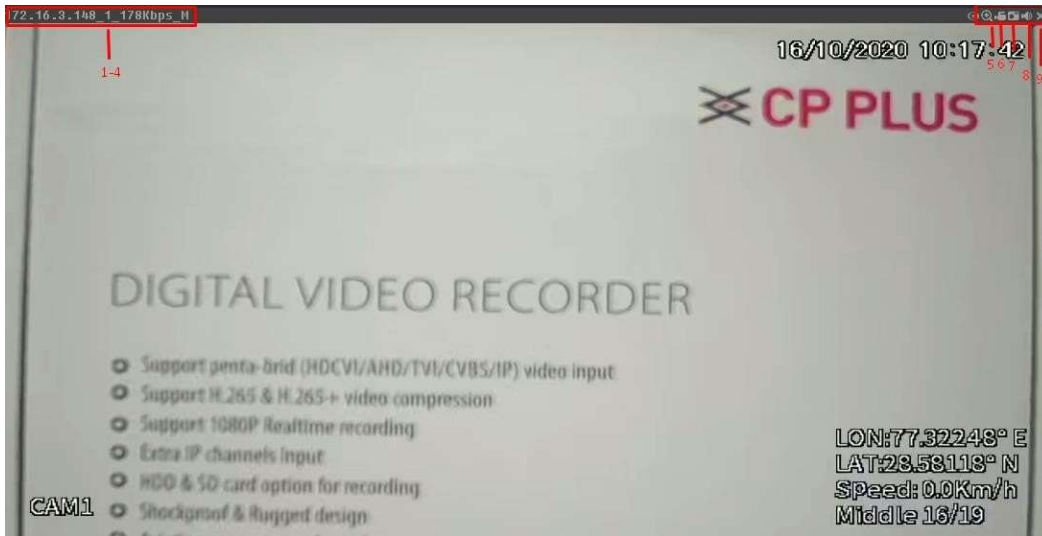 172.16.3.148_1_178Kbps_M
1-4
5 6 7 8 9
16/10/2020 10:17:42
CP PLUS
DIGITAL VIDEO RECORDER
Support penta-brid (HDCVI/AHD/TVI/CVBS/IP) video input
Support H.265 & H.265+ video compression
Support 1080P Realtime recording
Extra IP channels input
HDD & SD card option for recording
Shockproof & Rugged design
LON:77.32248° E
LAT:28.58118° N
Speed: 0.0Km/h
Middle 16/19
CAM1